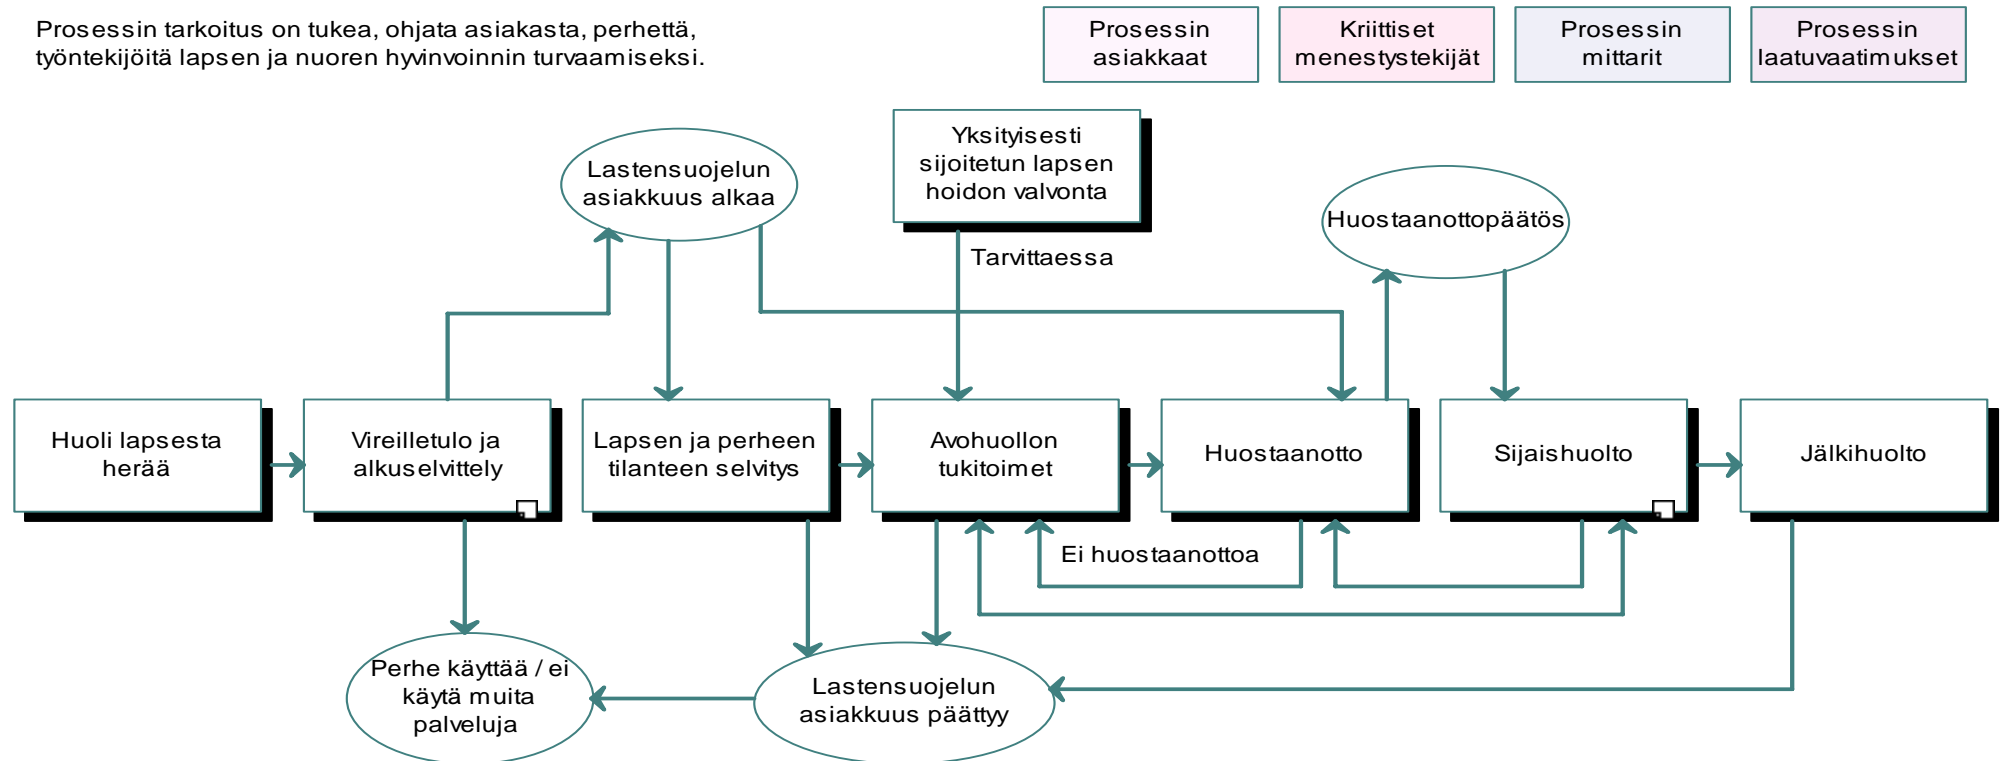 Prosessin tarkoitus on tukea, ohjata asiakasta, perhettä,
työntekijöitä lapsen ja nuoren hyvinvoinnin turvaamiseksi.
Prosessin
asiakkaat
Kriittiset
menestystekijät
Prosessin
mittarit
Prosessin
laatuvaatimukset
Lastensuojelun
asiakkuus alkaa
Yksityisesti
sijoitetun lapsen
hoidon valvonta
Huostaanottopäätös
Tarvittaessa
Huoli lapsesta
herää
Vireilletulo ja
alkuselvittely
Lapsen ja perheen
tilanteen selvitys
Avohuollon
tukitoimet
Huostaanotto
Sijaishuolto
Jälkihuolto
Ei huostaanottoa
Perhe käyttää / ei
käytä muita
palveluja
Lastensuojelun
asiakkuus päättyy